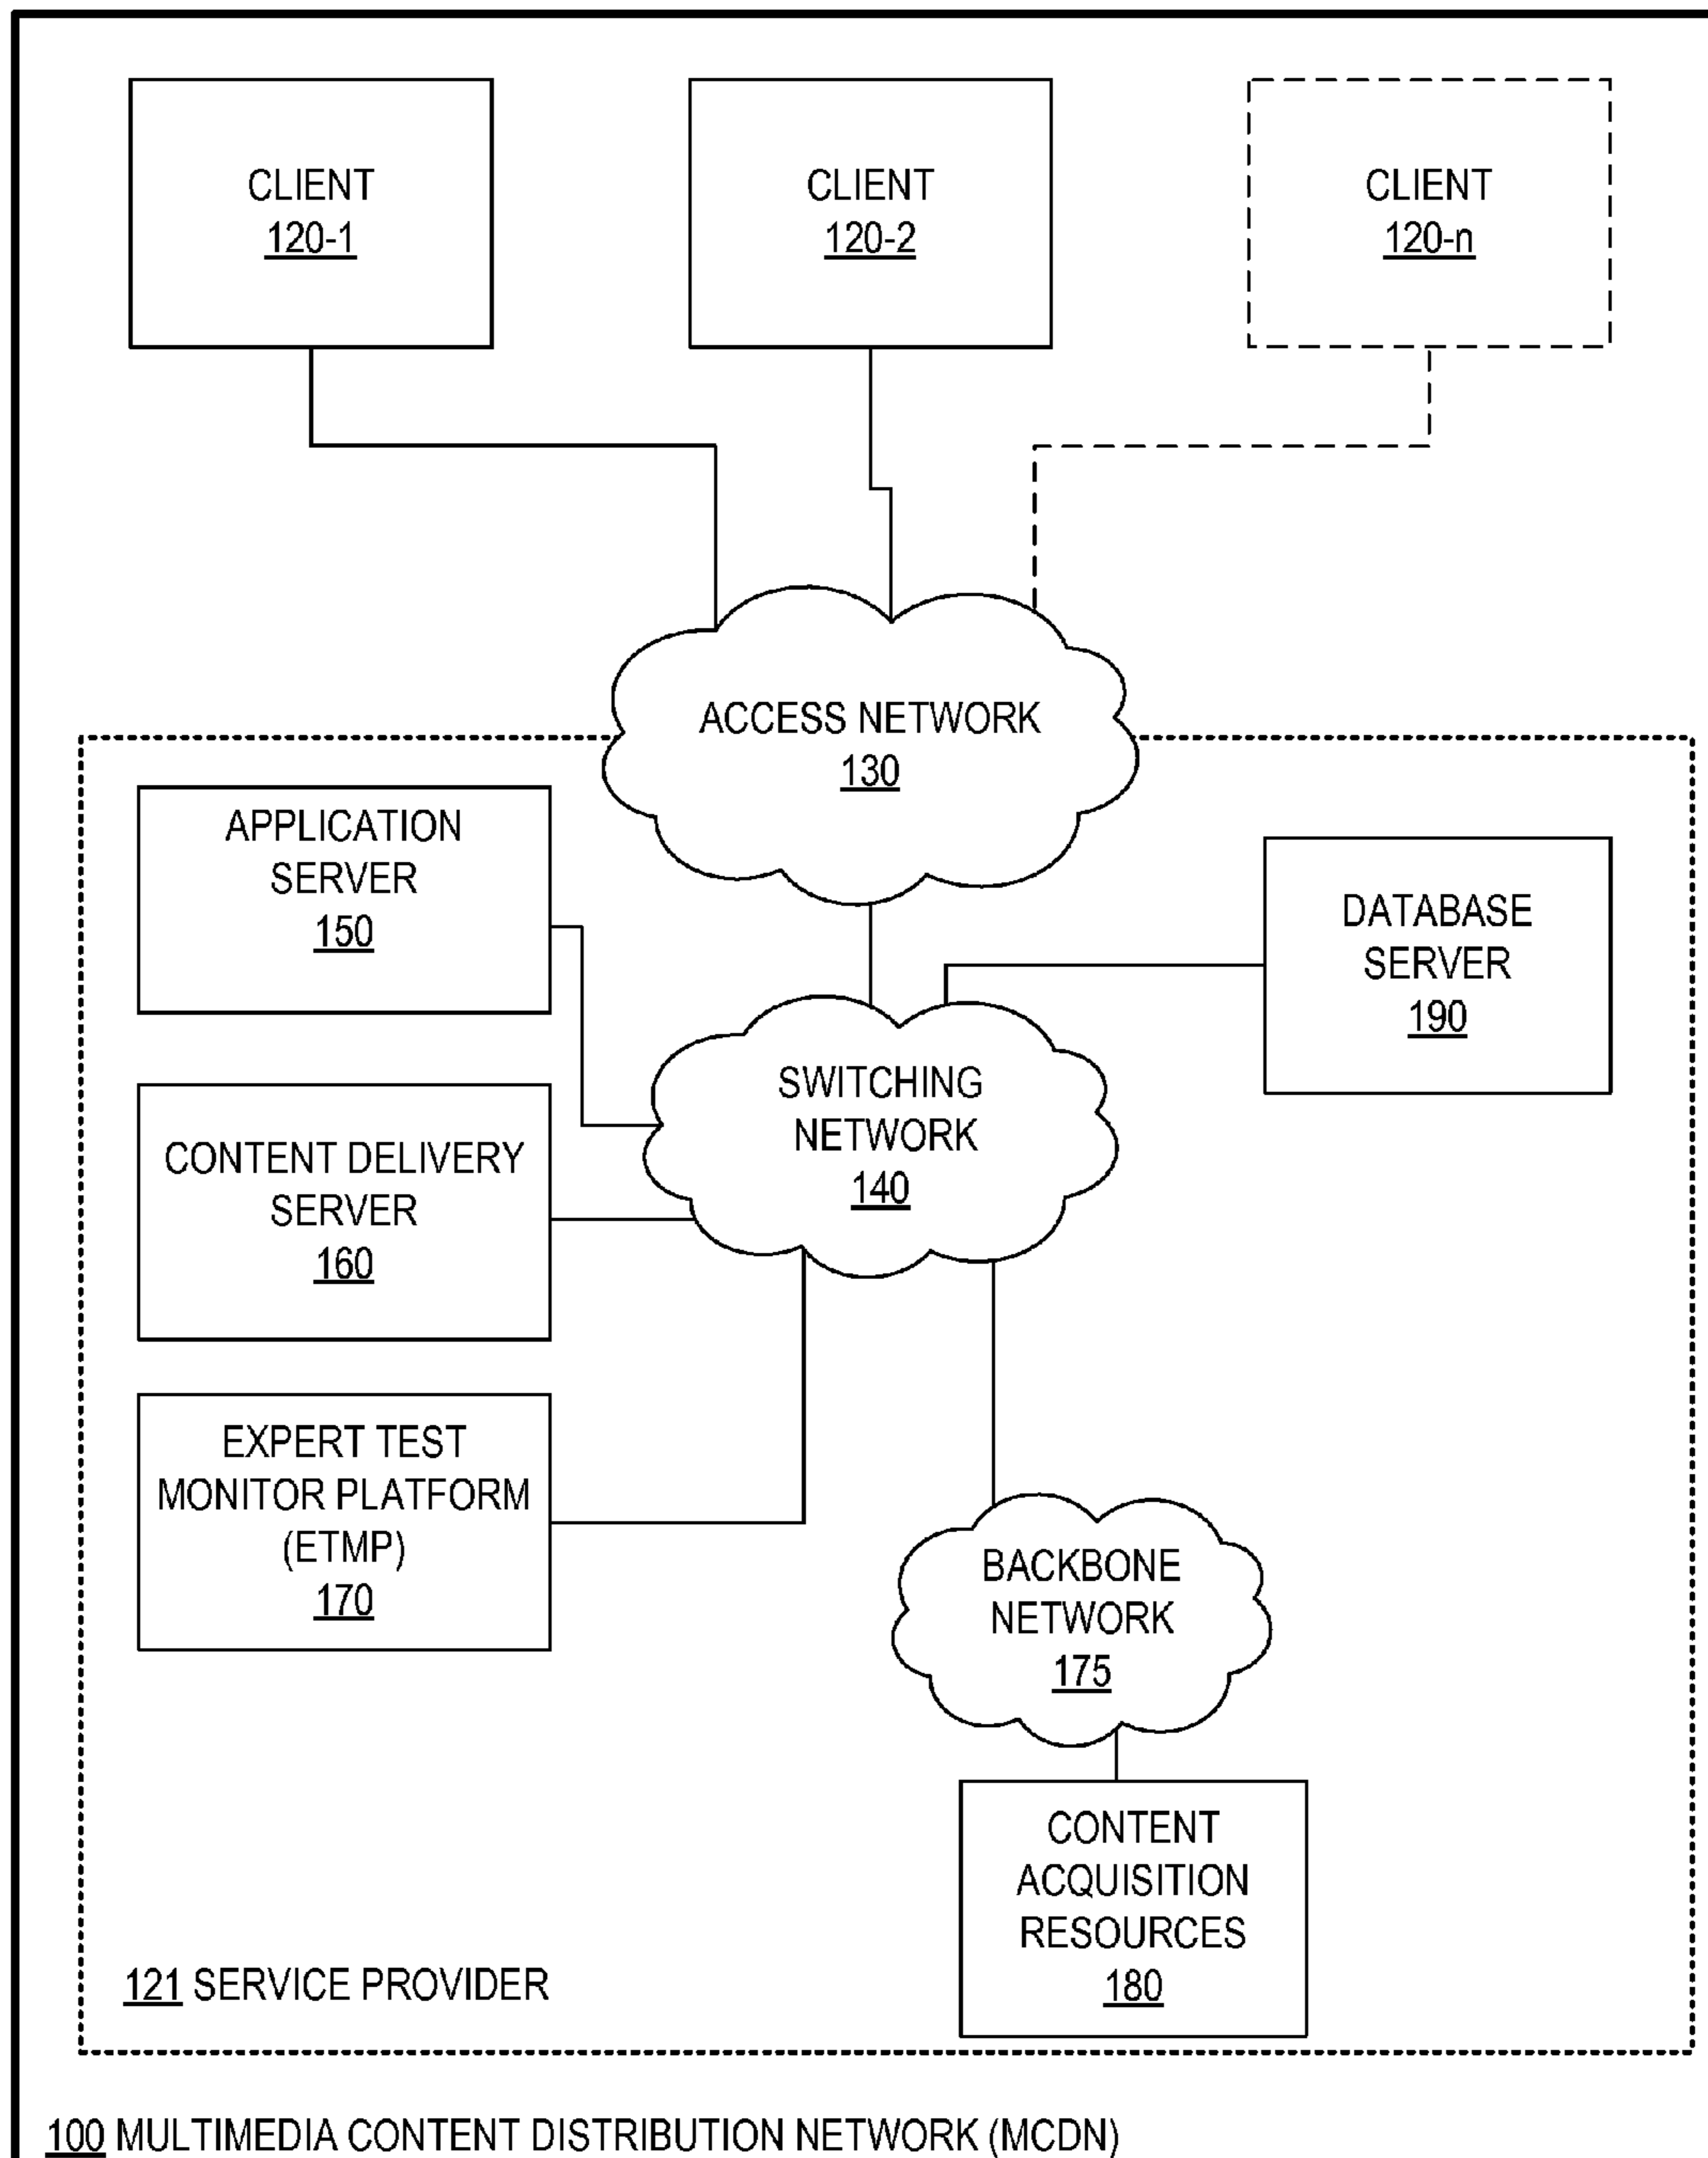 CLIENT
120-1
CLIENT
120-2
CLIENT
120-n
ACCESS NETWORK
130
APPLICATION
SERVER
150
DATABASE
SERVER
190
SWITCHING
NETWORK
140
CONTENT DELIVERY
SERVER
160
EXPERT TEST
MONITOR PLATFORM
(ETMP)
170
BACKBONE
NETWORK
175
CONTENT
ACQUISITION
RESOURCES
180
121 SERVICE PROVIDER
100 MULTIMEDIA CONTENT DISTRIBUTION NETWORK (MCDN)